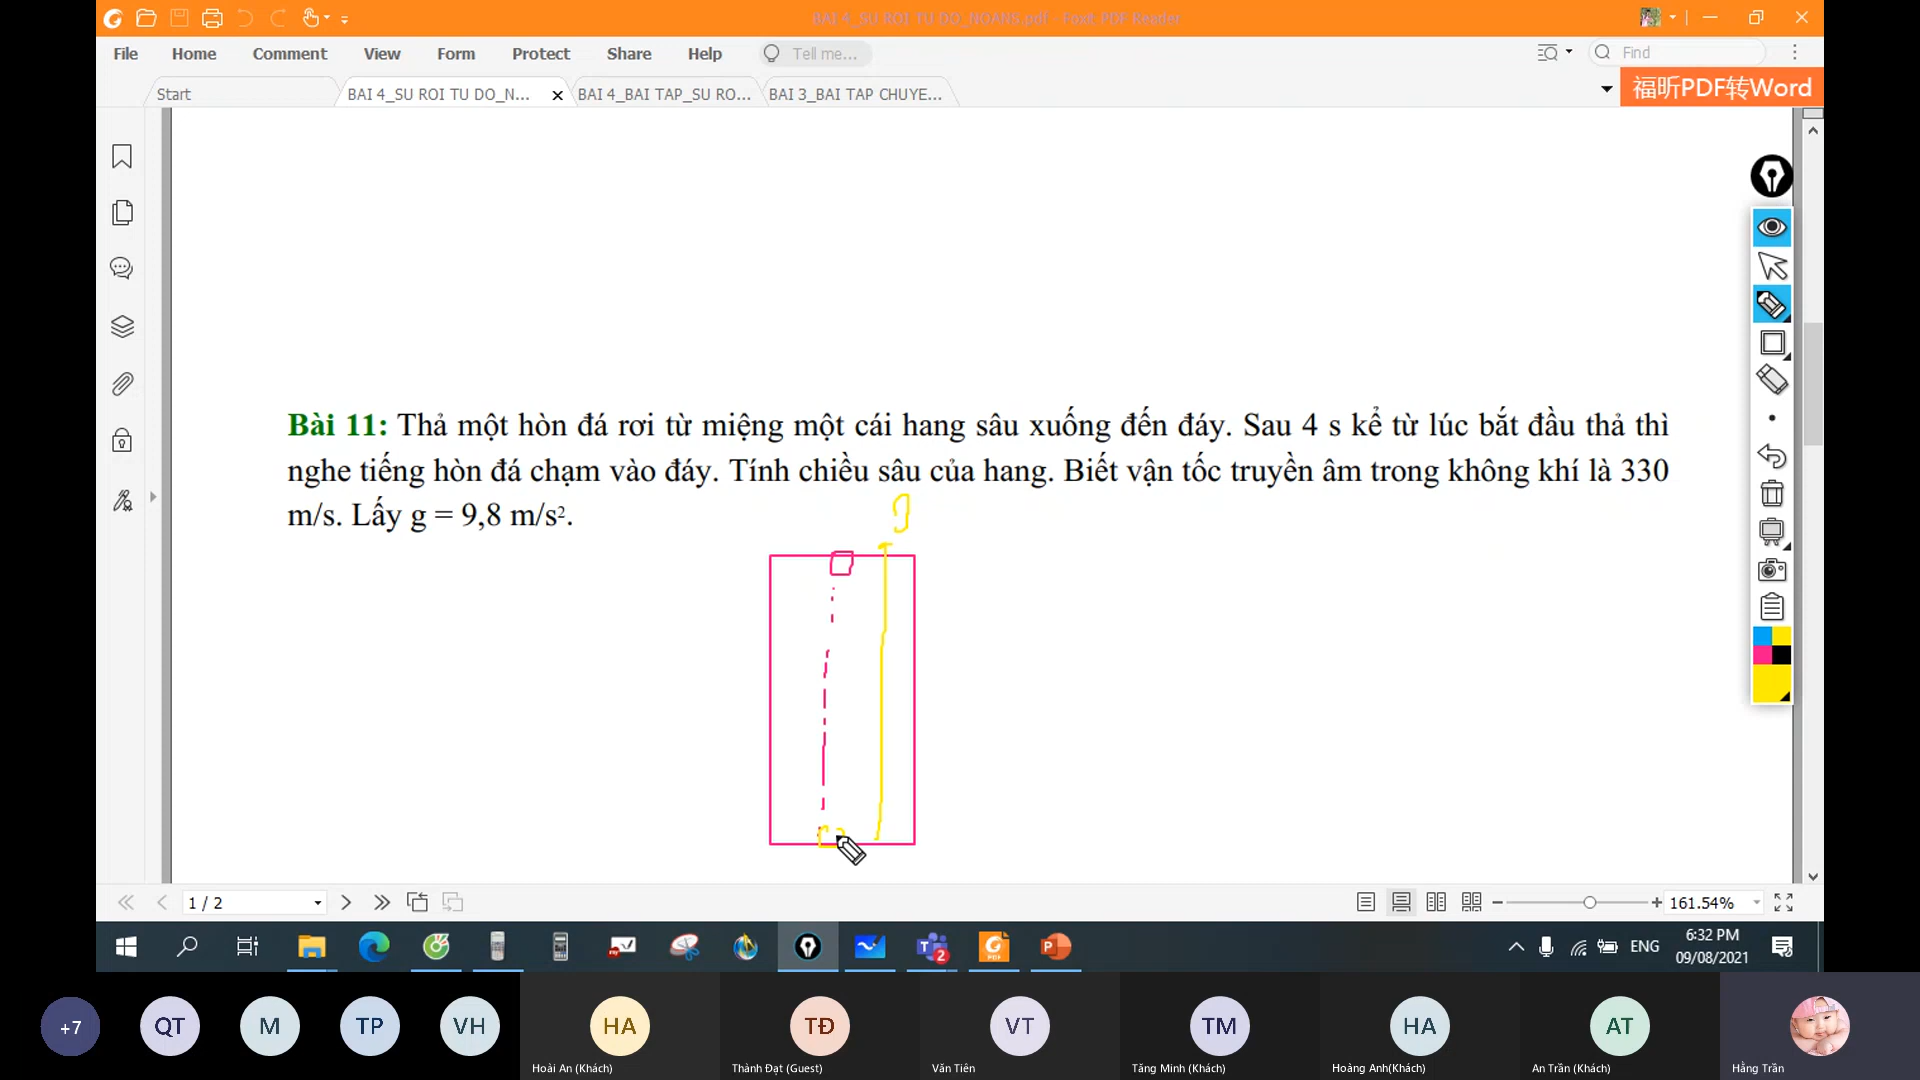 BAI 4_SU ROI TU DO_NOANS.pdf - Foxit PDF Reader
File Home Comment View Form Protect Share Help Tell me... Find
Start BAI 4_SU ROI TU DO_N... BAI 4_BAI TAP_SU RO... BAI 3_BAI TAP CHUYE... 福昕PDF转Word
Bài 11: Thả một hòn đá rơi từ miệng một cái hang sâu xuống đến đáy. Sau 4 s kể từ lúc bắt đầu thả thì
nghe tiếng hòn đá chạm vào đáy. Tính chiều sâu của hang. Biết vận tốc truyền âm trong không khí là 330
m/s. Lấy g = 9,8 m/s².
1 / 2 161.54%
ENG 6:32 PM
09/08/2021
+7 QT M TP VH HA TĐ VT TM HA AT
Hoài An (Khách) Thành Đạt (Guest) Văn Tiên Tăng Minh (Khách) Hoàng Anh(Khách) An Trần (Khách) Hằng Trần